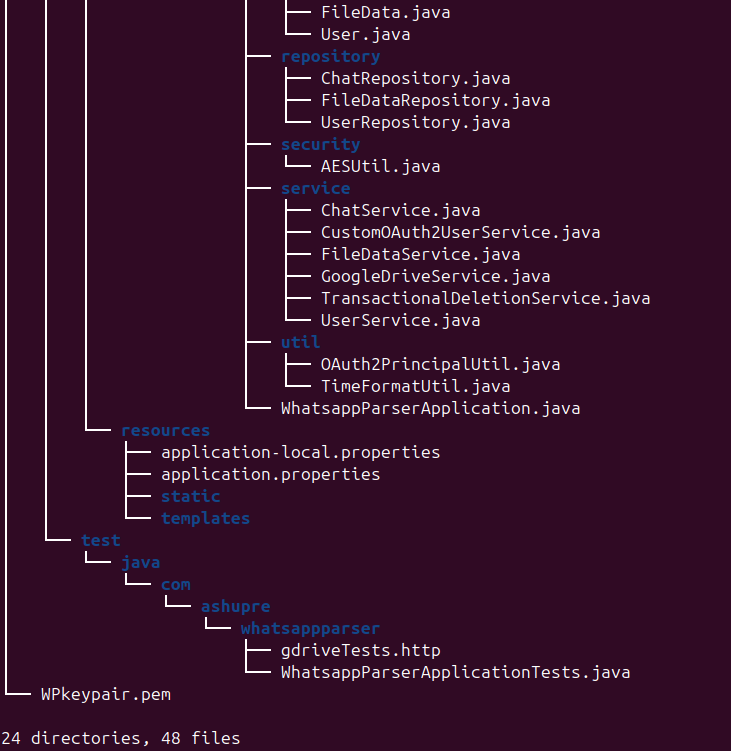 FileData.java
User.java
repository
ChatRepository.java
FileDataRepository.java
UserRepository.java
security
AESUtil.java
service
ChatService.java
CustomOAuth2UserService.java
FileDataService.java
GoogleDriveService.java
TransactionalDeletionService.java
UserService.java
util
OAuth2PrincipalUtil.java
TimeFormatUtil.java
WhatsappParserApplication.java
resources
application-local.properties
application.properties
static
templates
test
java
com
ashupre
whatsappparser
gdriveTests.http
WhatsappParserApplicationTests.java
WPkeypair.pem
24 directories, 48 files